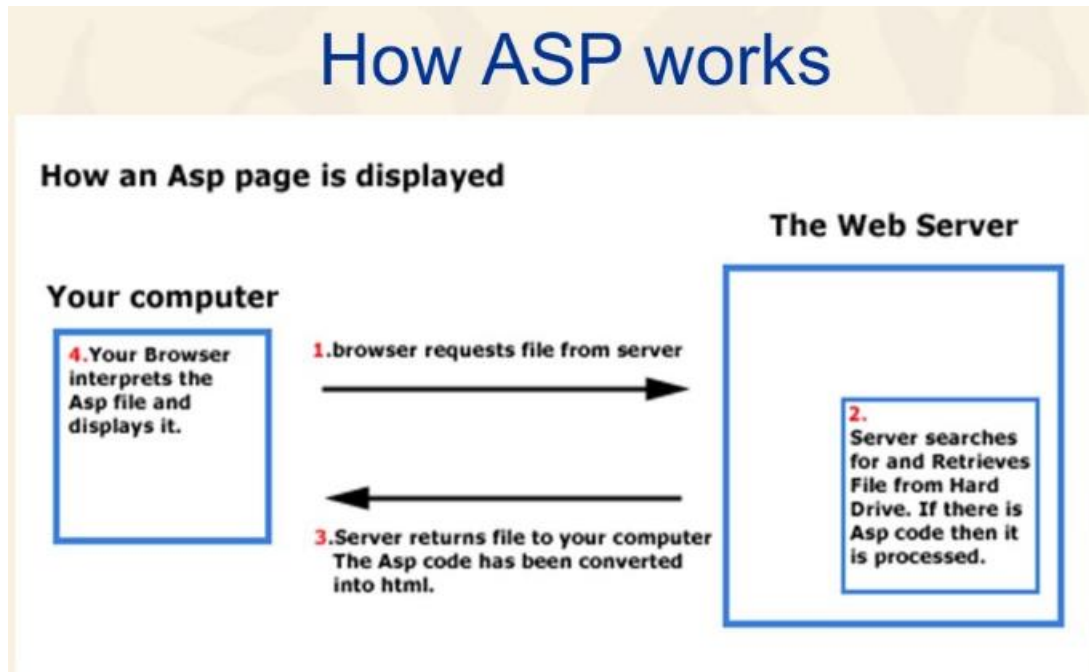 How ASP works
How an Asp page is displayed
The Web Server
Your computer
4.Your Browser
interprets the
Asp file and
displays it.
1.browser requests file from server
2.
Server searches
for and Retrieves
File from Hard
Drive. If there is
Asp code then it
is processed.
3.Server returns file to your computer
The Asp code has been converted
into html.